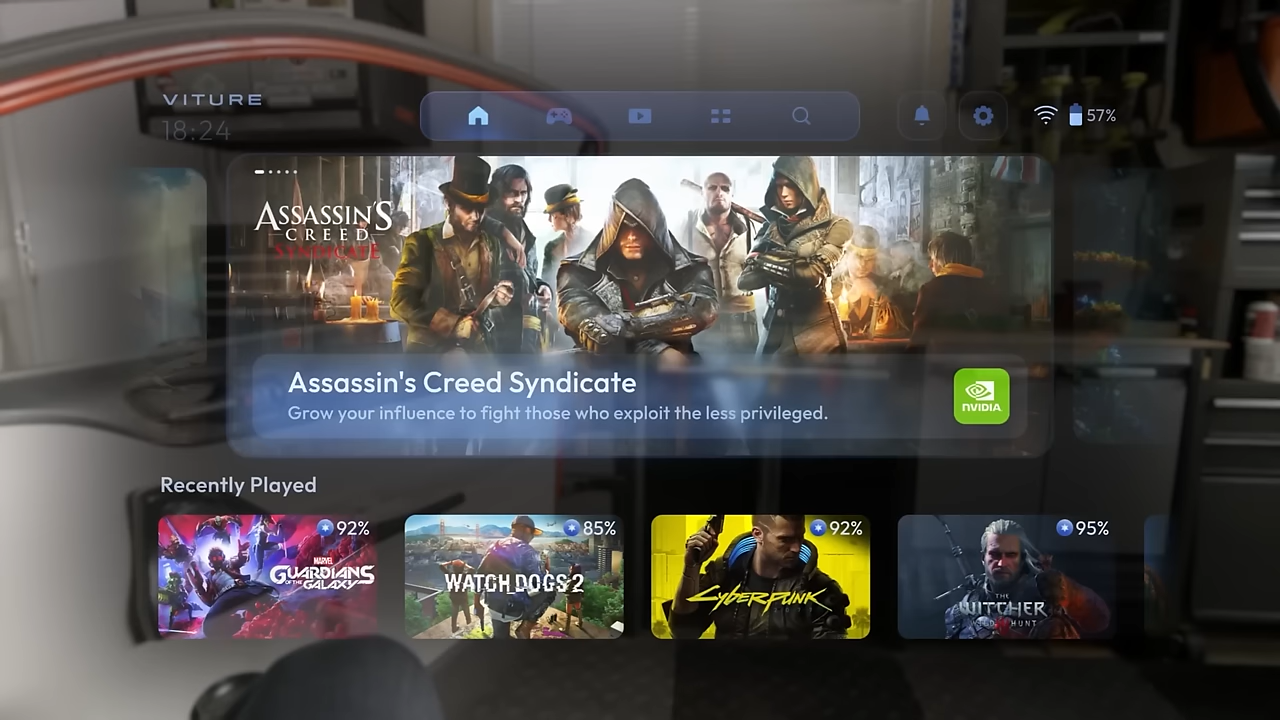 VITURE
18:24
57%
ASSASSIN'S
CREED
SYNDICATE
Assassin's Creed Syndicate
Grow your influence to fight those who exploit the less privileged.
NVIDIA
Recently Played
92%
MARVEL
GUARDIANS
OF THE
GALAXY
85%
WATCH_DOGS 2
92%
CYBERPUNK
95%
THE
WITCHER
WILD HUNT